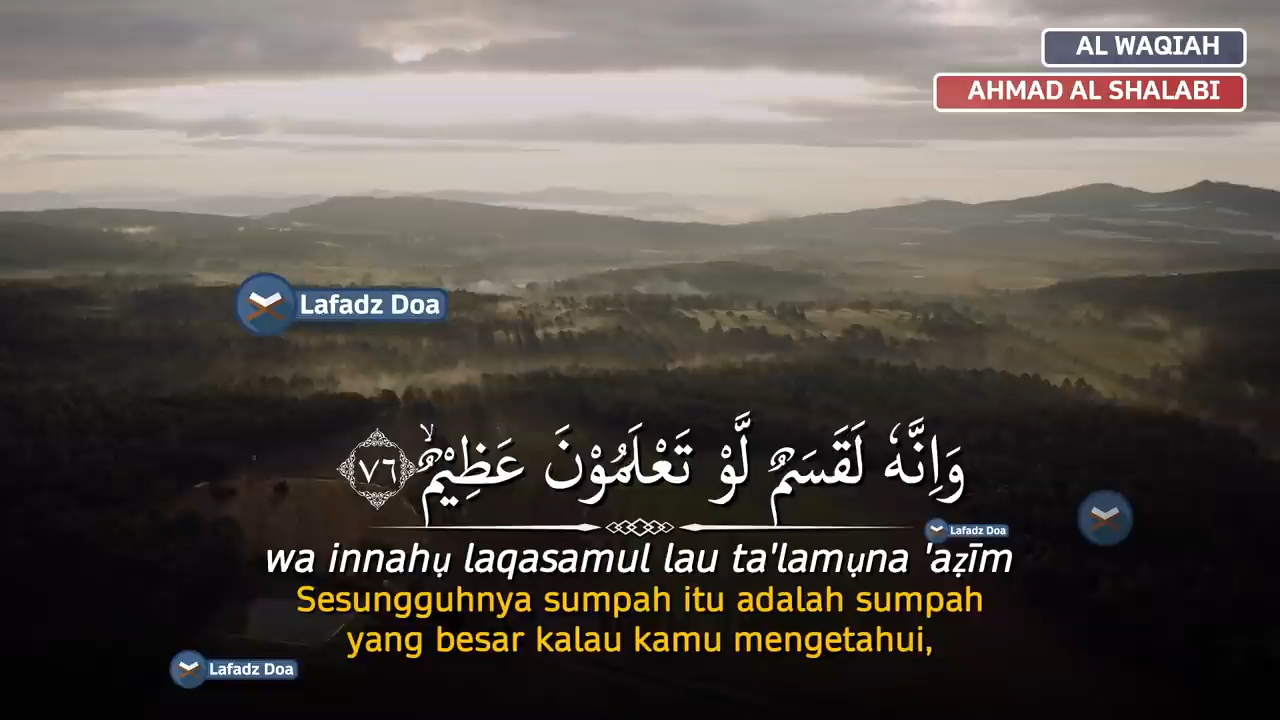 AL WAQIAH
AHMAD AL SHALABI
Lafadz Doa
وَاِنَّهٗ لَقَسَمٌ لَّوْ تَعْلَمُوْنَ عَظِيْمٌۙ ٧٦
Lafadz Doa
wa innahụ laqasamul lau ta'lamụna 'aẓīm
Sesungguhnya sumpah itu adalah sumpah
yang besar kalau kamu mengetahui,
Lafadz Doa